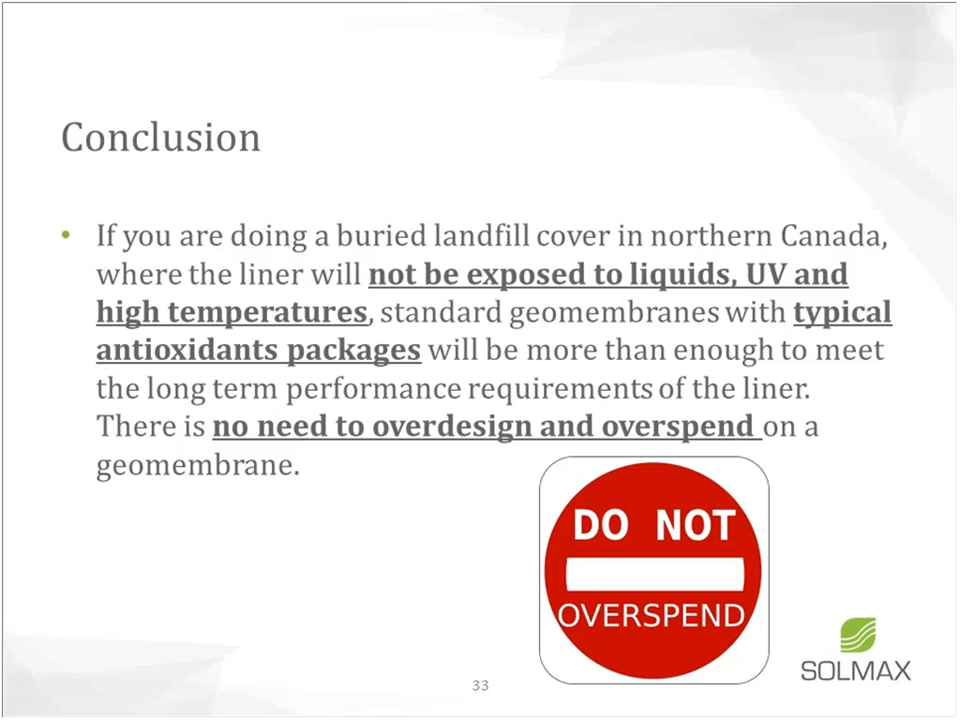 Conclusion
• If you are doing a buried landfill cover in northern Canada,
where the liner will not be exposed to liquids, UV and
high temperatures, standard geomembranes with typical
antioxidants packages will be more than enough to meet
the long term performance requirements of the liner.
There is no need to overdesign and overspend on a
geomembrane.
DO NOT
OVERSPEND
33
SOLMAX